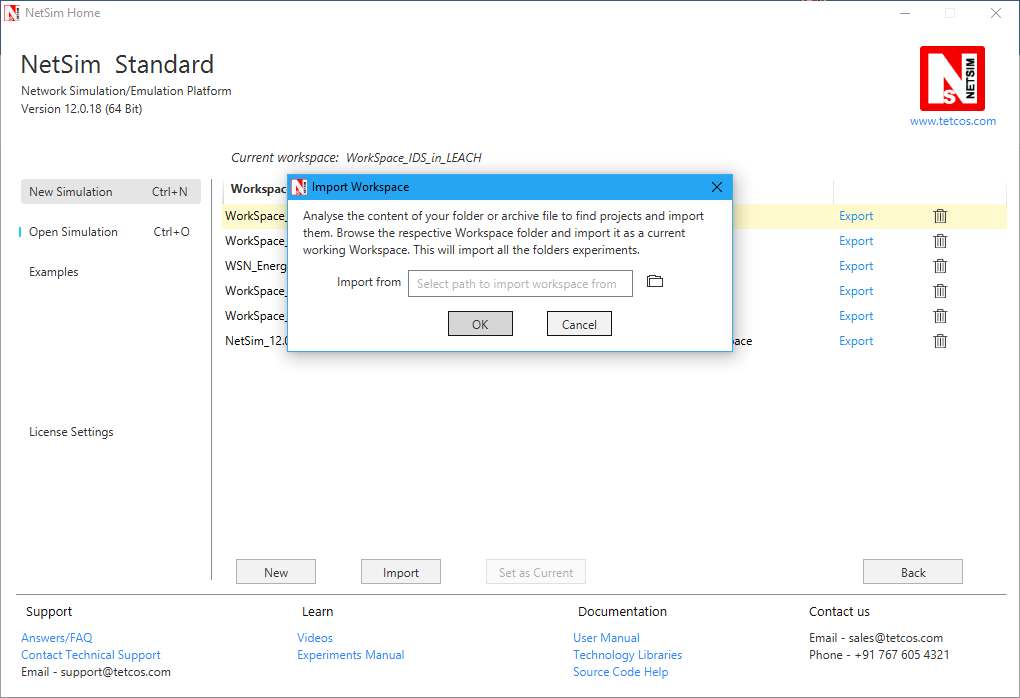 NetSim Home
NetSim Standard
Network Simulation/Emulation Platform
Version 12.0.18 (64 Bit)
NETSIM
www.tetcos.com
Current workspace: WorkSpace_IDS_in_LEACH
New Simulation Ctrl+N
Open Simulation Ctrl+O
Examples
License Settings
Workspac
WorkSpace_ Export
WorkSpace_ Export
WSN_Energ Export
WorkSpace_ Export
WorkSpace_ Export
NetSim_12.0 ace Export
Import Workspace
Analyse the content of your folder or archive file to find projects and import
them. Browse the respective Workspace folder and import it as a current
working Workspace. This will import all the folders experiments.
Import from Select path to import workspace from
OK Cancel
New Import Set as Current Back
Support Learn Documentation Contact us
Answers/FAQ Videos User Manual Email - sales@tetcos.com
Contact Technical Support Experiments Manual Technology Libraries Phone - +91 767 605 4321
Email - support@tetcos.com Source Code Help